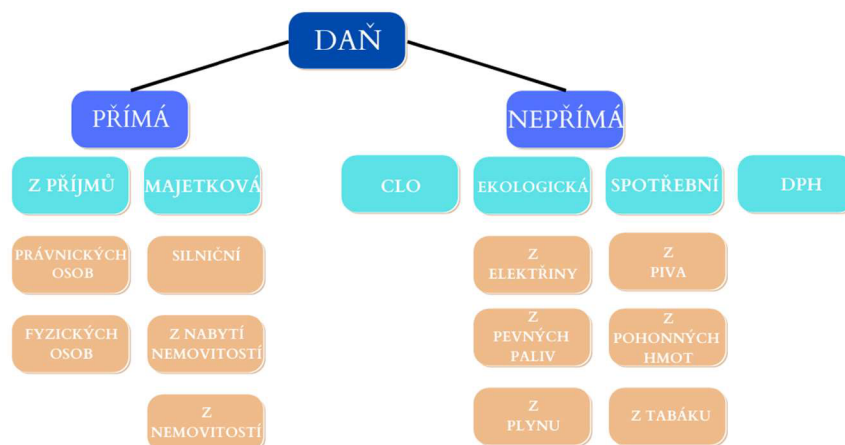 DAŇ
PŘÍMÁ
NEPŘÍMÁ
Z PŘÍJMŮ
MAJETKOVÁ
CLO
EKOLOGICKÁ
SPOTŘEBNÍ
DPH
PRÁVNICKÝCH
OSOB
SILNIČNÍ
Z
ELEKTŘINY
Z
PIVA
FYZICKÝCH
OSOB
Z NABYTÍ
NEMOVITOSTÍ
Z
PEVNÝCH
PALIV
Z
POHONNÝCH
HMOT
Z
NEMOVITOSTÍ
Z
PLYNU
Z TABÁKU